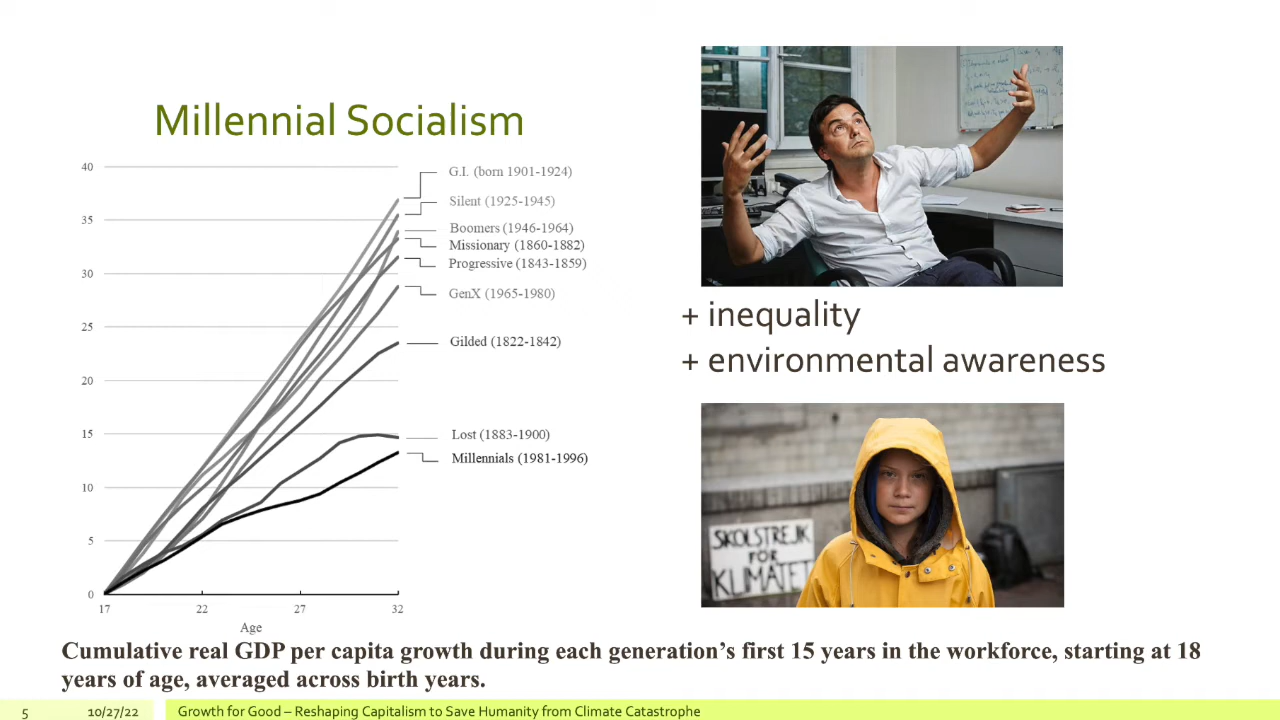 Millennial Socialism
40
35
30
25
20
15
10
5
0
17
22
27
32
Age
G.I. (born 1901-1924)
Silent (1925-1945)
Boomers (1946-1964)
Missionary (1860-1882)
Progressive (1843-1859)
GenX (1965-1980)
Gilded (1822-1842)
Lost (1883-1900)
Millennials (1981-1996)
+ inequality
+ environmental awareness
SKOLSTREJK
FÖR
KLIMATET
Cumulative real GDP per capita growth during each generation’s first 15 years in the workforce, starting at 18
years of age, averaged across birth years.
5
10/27/22
Growth for Good – Reshaping Capitalism to Save Humanity from Climate Catastrophe